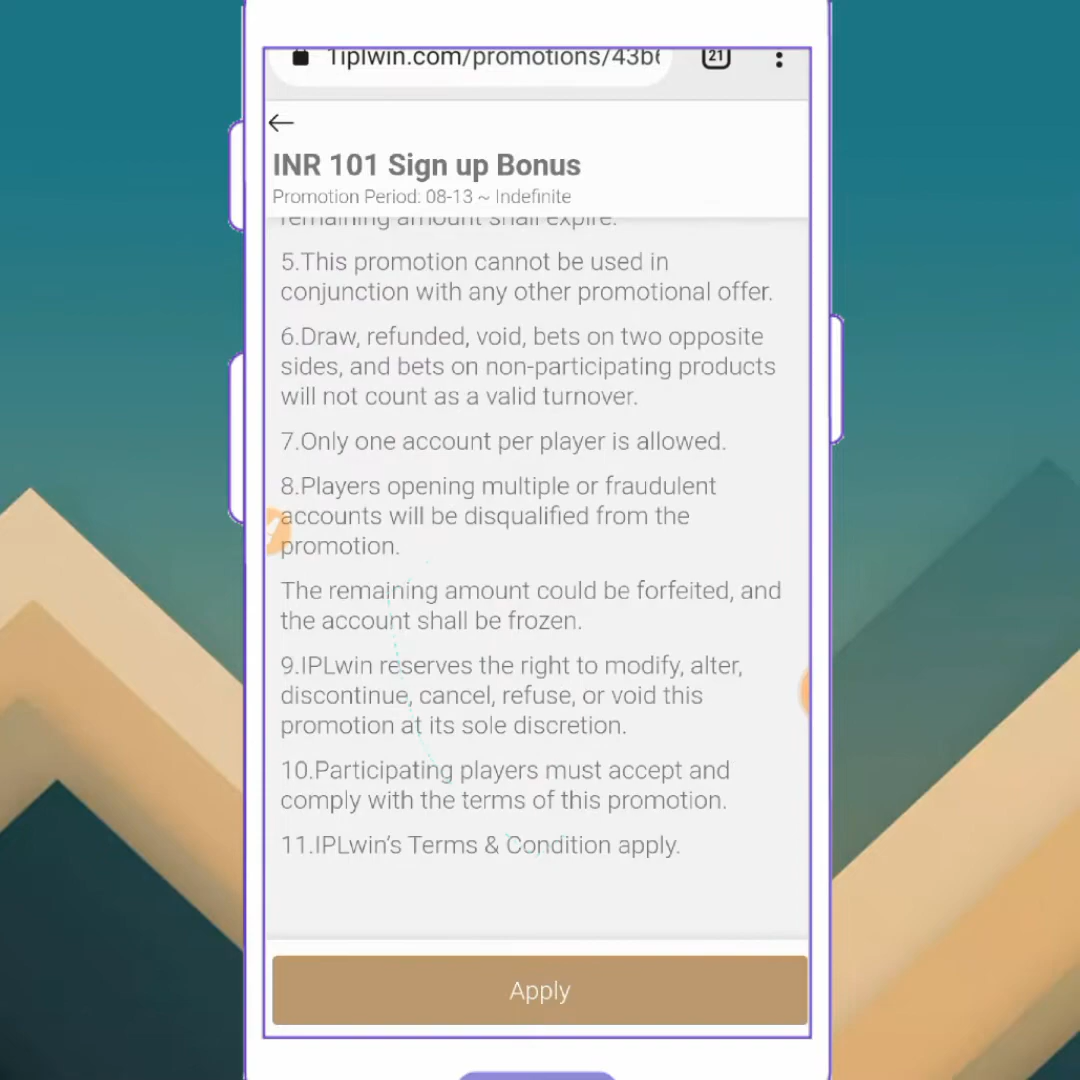 1iplwin.com/promotions/43b6
21
INR 101 Sign up Bonus
Promotion Period: 08-13 ~ Indefinite
remaining amount shall expire.
5.This promotion cannot be used in
conjunction with any other promotional offer.
6.Draw, refunded, void, bets on two opposite
sides, and bets on non-participating products
will not count as a valid turnover.
7.Only one account per player is allowed.
8.Players opening multiple or fraudulent
accounts will be disqualified from the
promotion.
The remaining amount could be forfeited, and
the account shall be frozen.
9.IPLwin reserves the right to modify, alter,
discontinue, cancel, refuse, or void this
promotion at its sole discretion.
10.Participating players must accept and
comply with the terms of this promotion.
11.IPLwin’s Terms & Condition apply.
Apply